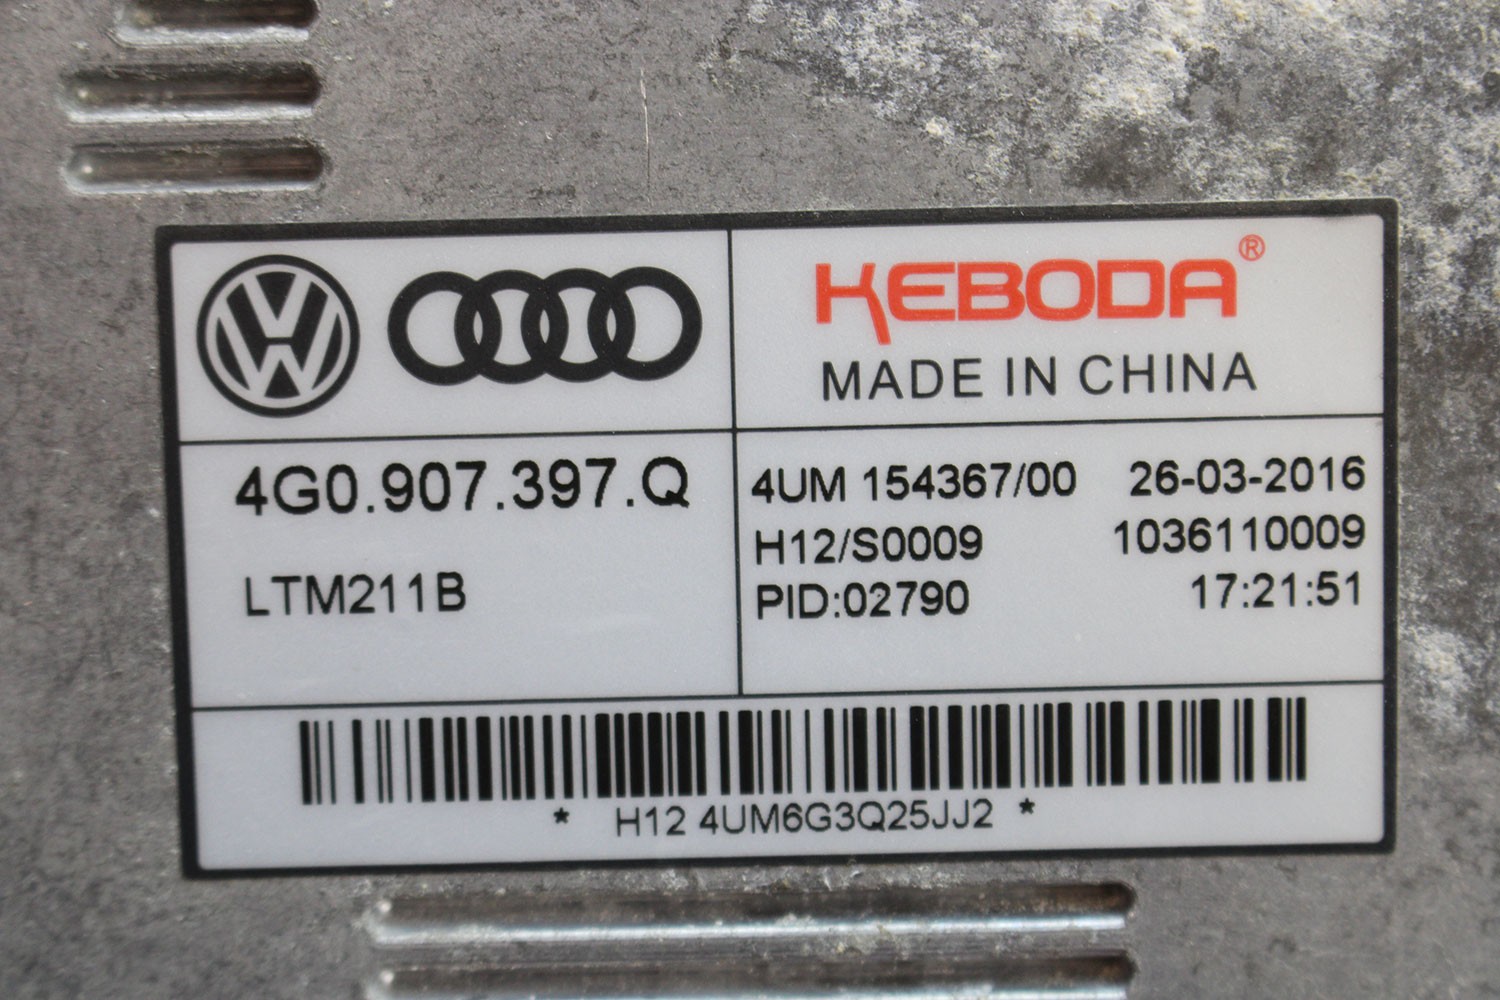 KEBODA®
MADE IN CHINA
4G0.907.397.Q
LTM211B
4UM 154367/00 26-03-2016
H12/S0009 1036110009
PID:02790 17:21:51
* H12 4UM6G3Q25JJ2 *